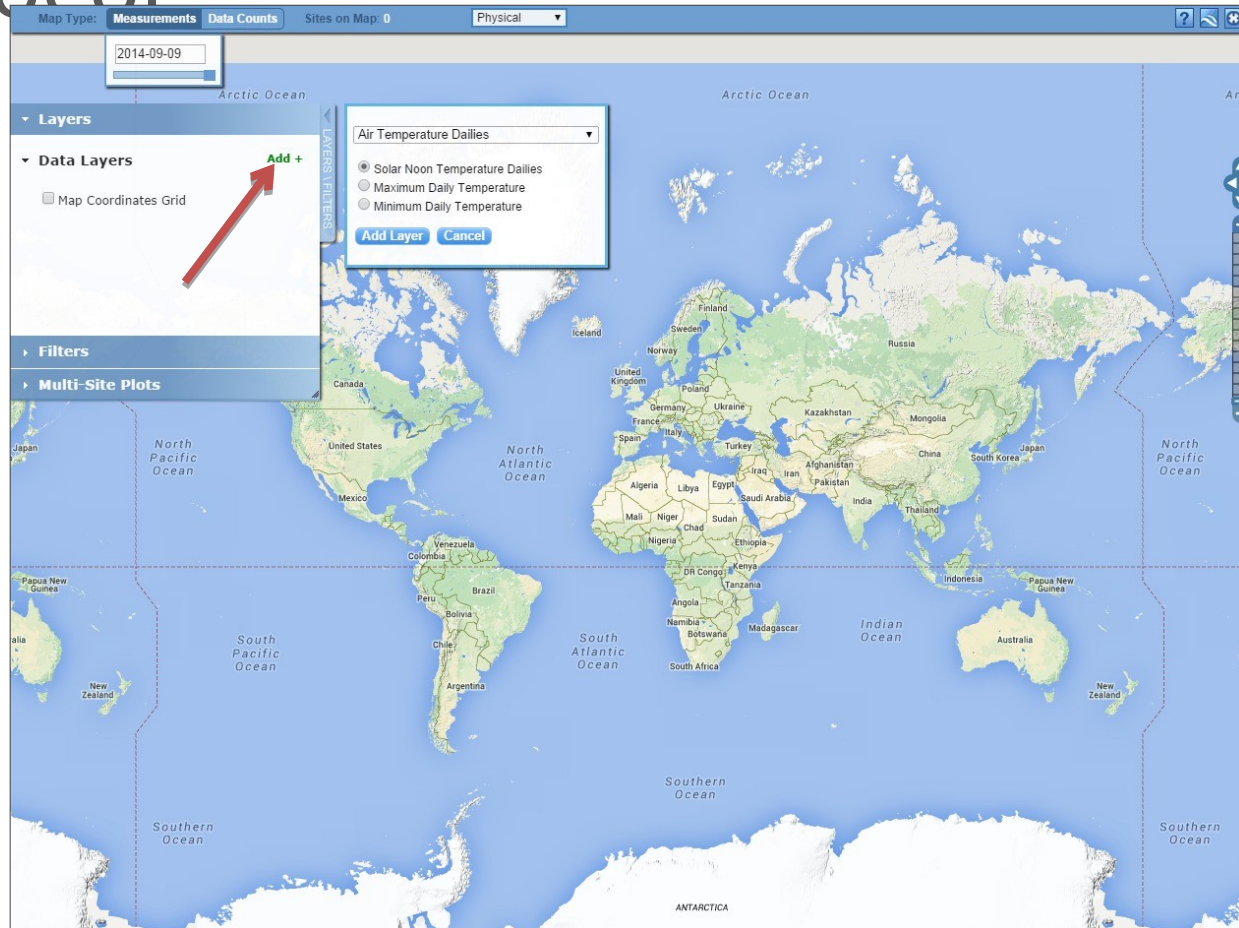 Map Type: Measurements Data Counts Sites on Map: 0 Physical ?
2014-09-09
Arctic Ocean
Arctic Ocean
Layers
Data Layers
Add +
Map Coordinates Grid
LAYERS \ FILTERS
Filters
Multi-Site Plots
Air Temperature Dailies
Solar Noon Temperature Dailies
Maximum Daily Temperature
Minimum Daily Temperature
Add Layer Cancel
Iceland
Finland
Sweden
Norway
Russia
United
Kingdom
Poland
Germany
Ukraine
France
Italy
Spain
Turkey
Kazakhstan
Mongolia
China
South Korea
Japan
Iraq
Iran
Afghanistan
Pakistan
India
Thailand
Canada
United States
Mexico
Japan
North
Pacific
Ocean
North
Atlantic
Ocean
North
Pacific
Ocean
Algeria
Libya
Egypt
Saudi Arabia
Mali
Niger
Chad
Sudan
Nigeria
Ethiopia
DR Congo
Kenya
Tanzania
Angola
Namibia
Botswana
Madagascar
South Africa
Venezuela
Colombia
Peru
Brazil
Bolivia
Chile
Argentina
Papua New
Guinea
Indonesia
Papua New
Guinea
Indian
Ocean
Australia
South
Pacific
Ocean
South
Atlantic
Ocean
New
Zealand
New
Zealand
Southern
Ocean
Southern
Ocean
Southern
Ocean
ANTARCTICA